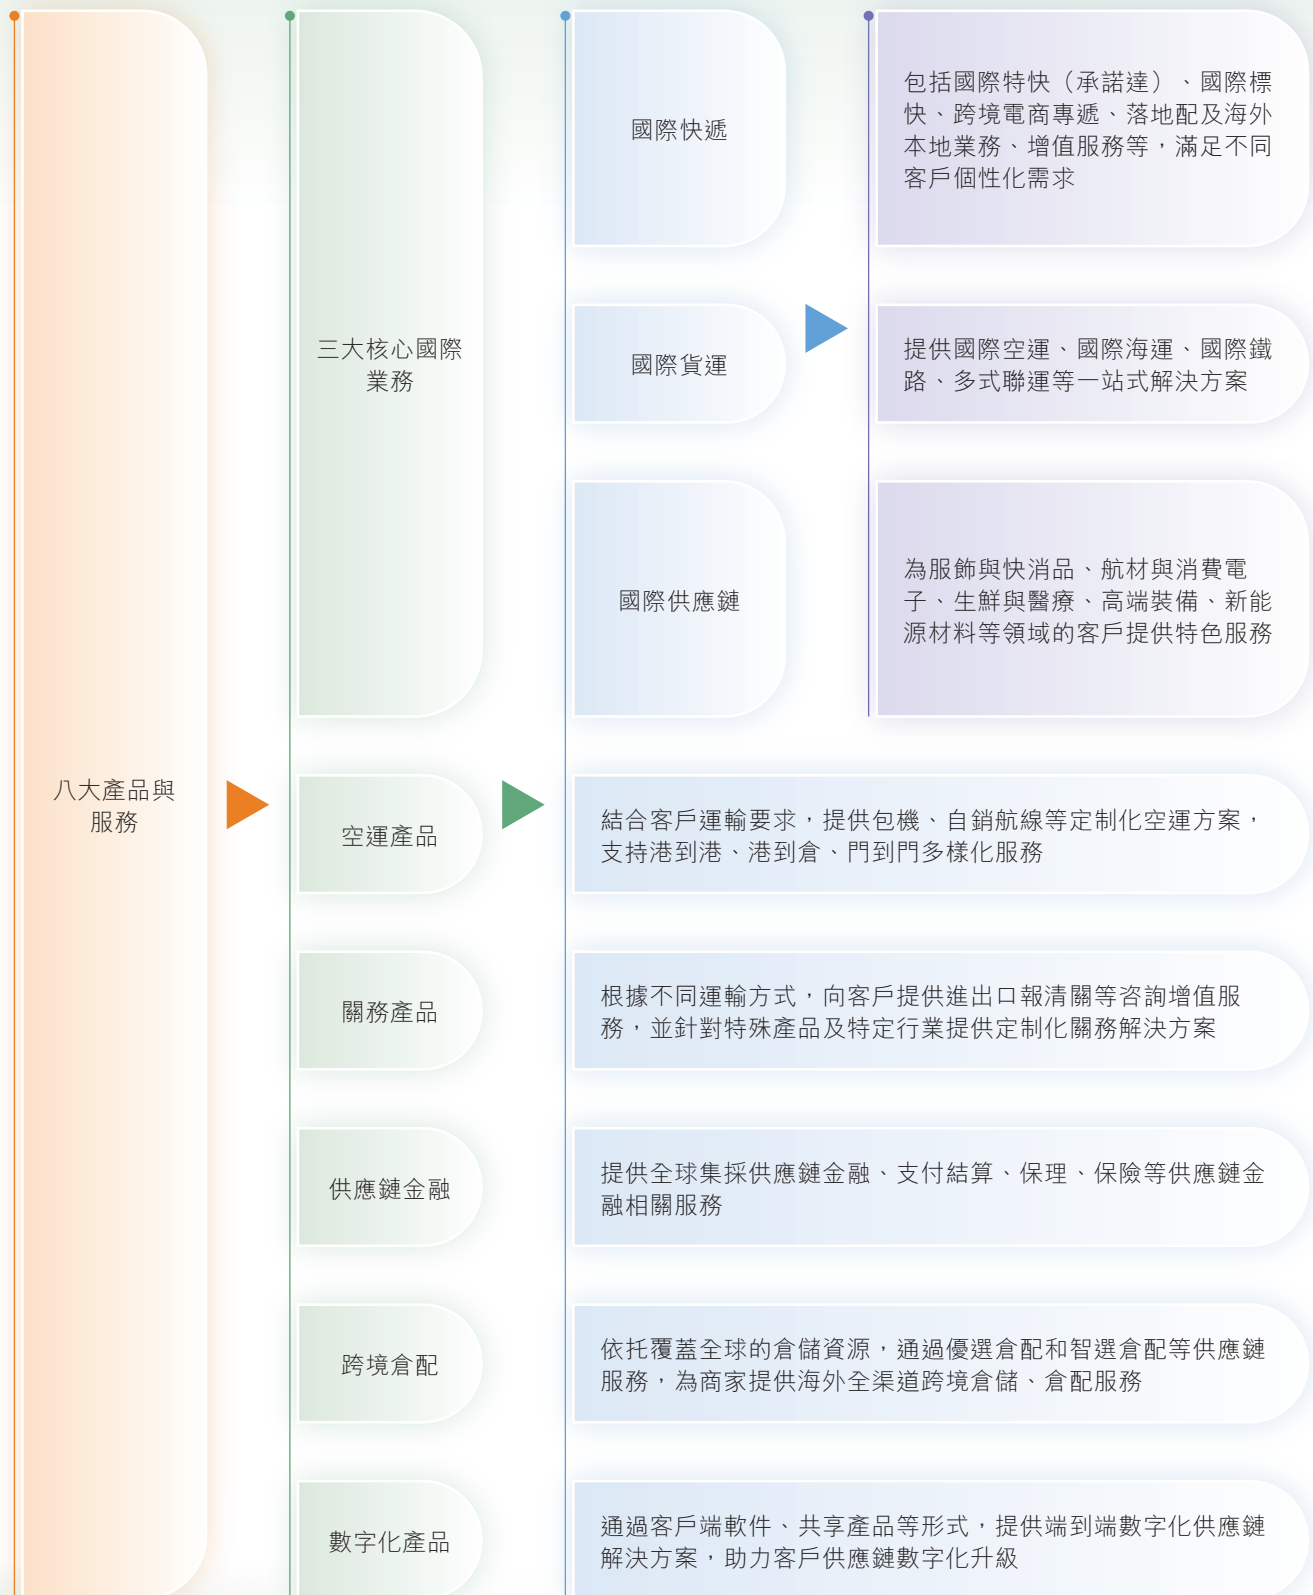 八大產品與
服務
三大核心國際
業務
國際快遞
包括國際特快（承諾達）、國際標
快、跨境電商專遞、落地配及海外
本地業務、增值服務等，滿足不同
客戶個性化需求
國際貨運
提供國際空運、國際海運、國際鐵
路、多式聯運等一站式解決方案
國際供應鏈
為服飾與快消品、航材與消費電
子、生鮮與醫療、高端裝備、新能
源材料等領域的客戶提供特色服務
空運產品
結合客戶運輸要求，提供包機、自銷航線等定制化空運方案，
支持港到港、港到倉、門到門多樣化服務
關務產品
根據不同運輸方式，向客戶提供進出口報清關等咨詢增值服
務，並針對特殊產品及特定行業提供定制化關務解決方案
供應鏈金融
提供全球集採供應鏈金融、支付結算、保理、保險等供應鏈金
融相關服務
跨境倉配
依托覆蓋全球的倉儲資源，通過優選倉配和智選倉配等供應鏈
服務，為商家提供海外全渠道跨境倉儲、倉配服務
數字化產品
通過客戶端軟件、共享產品等形式，提供端到端數字化供應鏈
解決方案，助力客戶供應鏈數字化升級